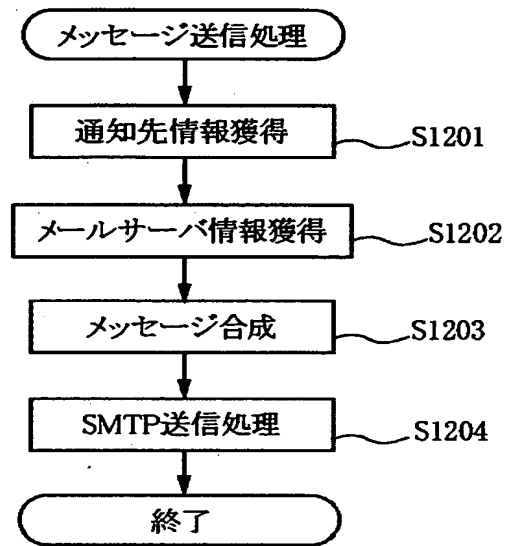 メッセージ送信処理
通知先情報獲得
S1201
メールサーバ情報獲得
S1202
メッセージ合成
S1203
SMTP送信処理
S1204
終了